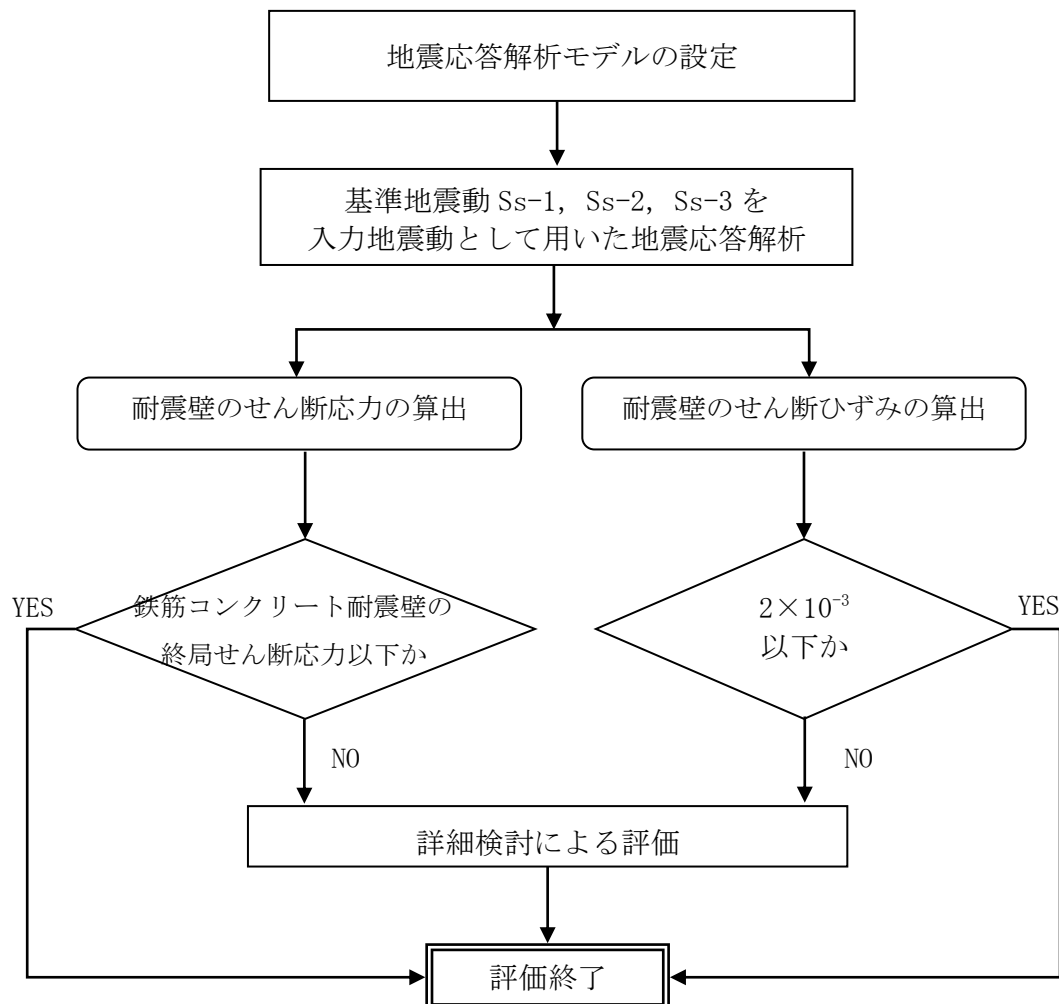 地震応答解析モデルの設定
基準地震動 Ss-1, Ss-2, Ss-3 を
入力地震動として用いた地震応答解析
耐震壁のせん断応力の算出
耐震壁のせん断ひずみの算出
YES
鉄筋コンクリート耐震壁の
終局せん断応力以下か
2×10⁻³
以下か
YES
NO
NO
詳細検討による評価
評価終了